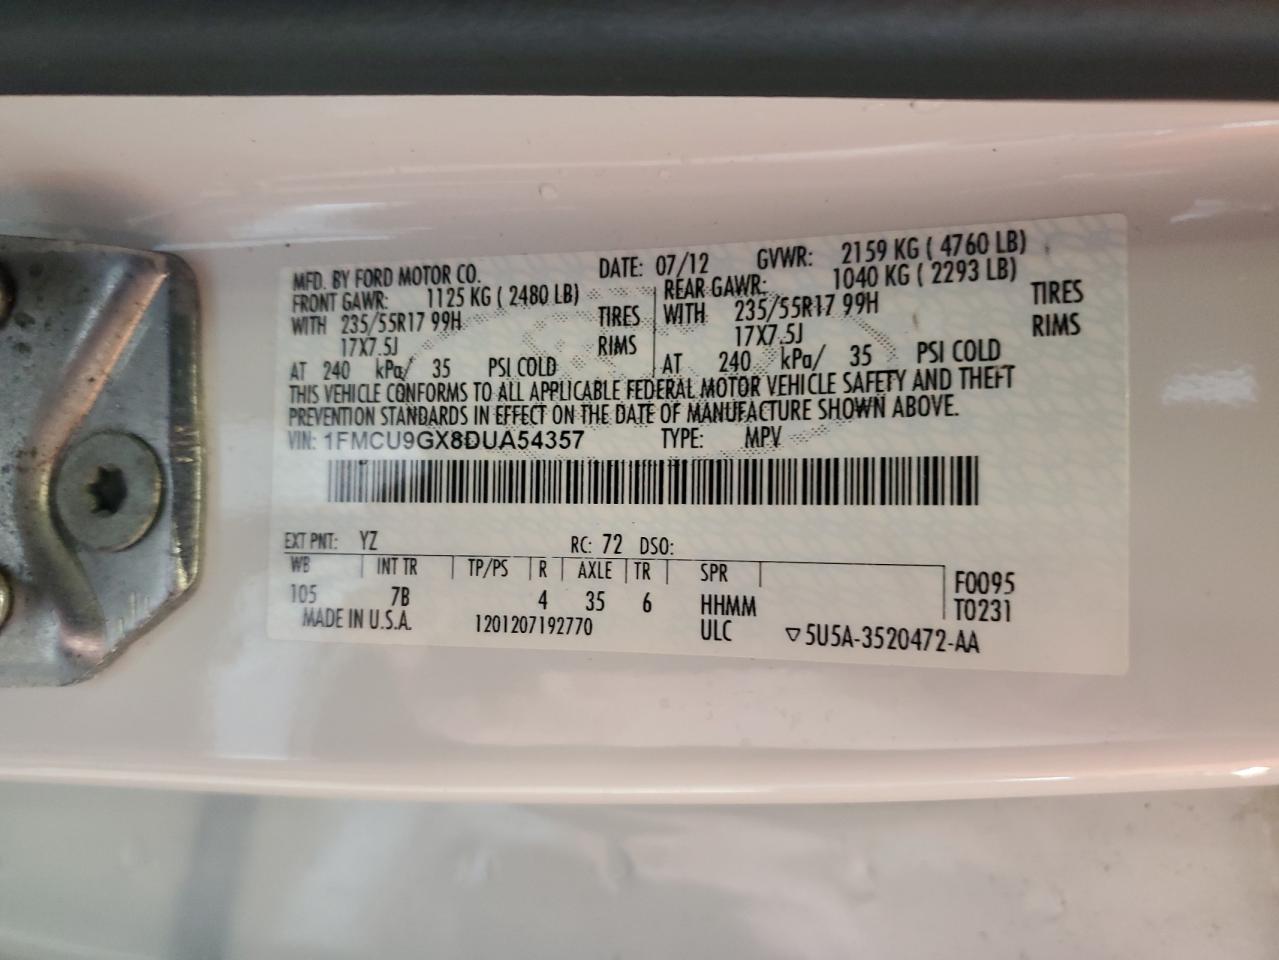 MFD. BY FORD MOTOR CO. DATE: 07/12 GVWR: 2159 KG ( 4760 LB)
FRONT GAWR: 1125 KG ( 2480 LB) REAR GAWR: 1040 KG ( 2293 LB)
WITH 235/55R17 99H TIRES WITH 235/55R17 99H TIRES
17X7.5J RIMS 17X7.5J RIMS
AT 240 kPa/ 35 PSI COLD AT 240 kPa/ 35 PSI COLD
THIS VEHICLE CONFORMS TO ALL APPLICABLE FEDERAL MOTOR VEHICLE SAFETY AND THEFT
PREVENTION STANDARDS IN EFFECT ON THE DATE OF MANUFACTURE SHOWN ABOVE.
VIN: 1FMCU9GX8DUA54357 TYPE: MPV
EXT PNT: YZ RC: 72 DSO:
WB INT TR TP/PS R AXLE TR SPR F0095
105 7B 4 35 6 HHMM T0231
MADE IN U.S.A. 1201207192770 ULC ▽5U5A-3520472-AA